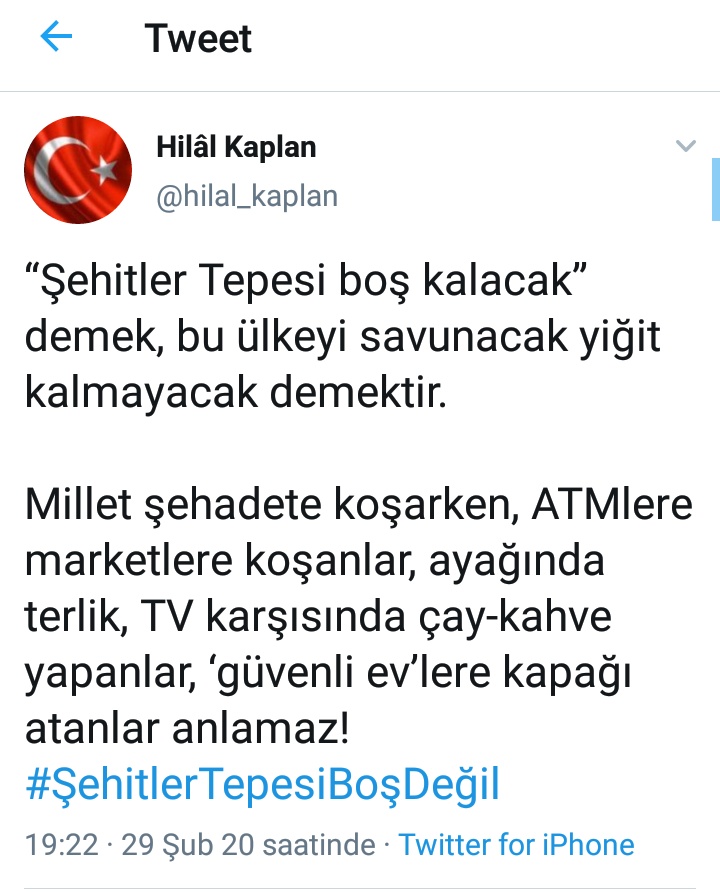 Tweet
Hilâl Kaplan
@hilal_kaplan
“Şehitler Tepesi boş kalacak”
demek, bu ülkeyi savunacak yiğit
kalmayacak demektir.
Millet şehadete koşarken, ATMlere
marketlere koşanlar, ayağında
terlik, TV karşısında çay-kahve
yapanlar, ‘güvenli ev’lere kapağı
atanlar anlamaz!
#ŞehitlerTepesiBoşDeğil
19:22 · 29 Şub 20 saatinde · Twitter for iPhone